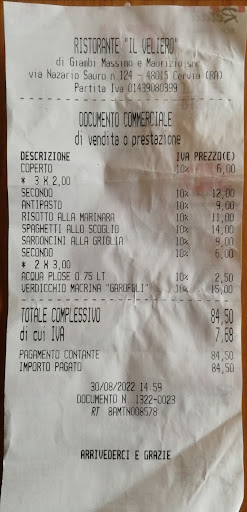 RISTORANTE "IL VELIERO"
di Giambi Massimo e Maurizio snc
via Nazario Sauro n 124 - 48015 Cervia (RA)
Partita Iva 01439080399
DOCUMENTO COMMERCIALE
di vendita o prestazione
DESCRIZIONE IVA PREZZO(E)
COPERTO 10% 6,00
* 3 X 2,00
SECONDO 10% 12,00
ANTIPASTO 10% 9,00
RISOTTO ALLA MARINARA 10% 11,00
SPAGHETTI ALLO SCOGLIO 10% 14,00
SARDONCINI ALLA GRIGLIA 10% 9,00
SECONDO 10% 6,00
* 2 X 3,00
ACQUA PLOSE 0.75 LT 10% 2,50
VERDICCHIO MACRINA "GAROFOLI" 10% 15,00
TOTALE COMPLESSIVO 84,50
di cui IVA 7,68
PAGAMENTO CONTANTE 84,50
IMPORTO PAGATO 84,50
30/08/2022 14:59
DOCUMENTO N. 1322-0023
RT 8AMTN008578
ARRIVEDERCI E GRAZIE